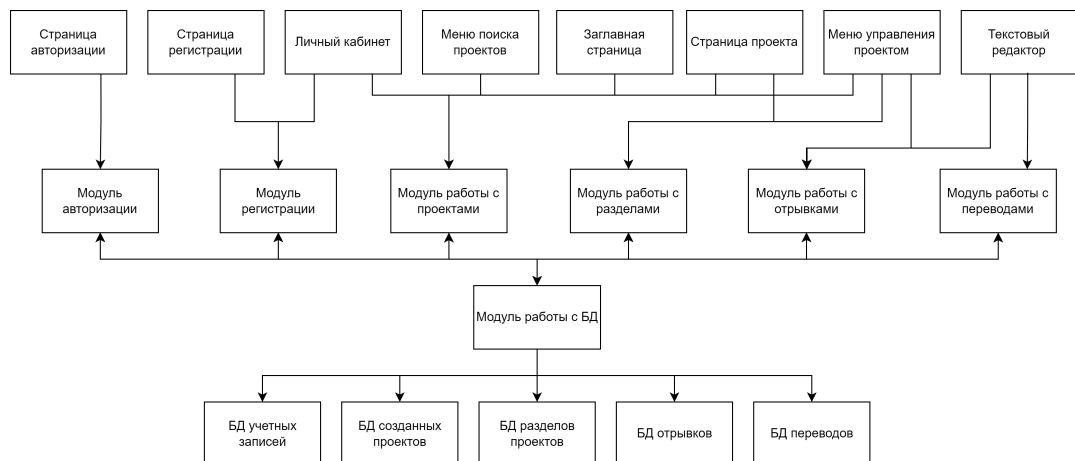 Страница
авторизации
Страница
регистрации
Личный кабинет
Меню поиска
проектов
Заглавная
страница
Страница проекта
Меню управления
проектом
Текстовый
редактор
Модуль
авторизации
Модуль
регистрации
Модуль работы с
проектами
Модуль работы с
разделами
Модуль работы с
отрывками
Модуль работы с
переводами
Модуль работы с БД
БД учетных
записей
БД созданных
проектов
БД разделов
проектов
БД отрывков
БД переводов